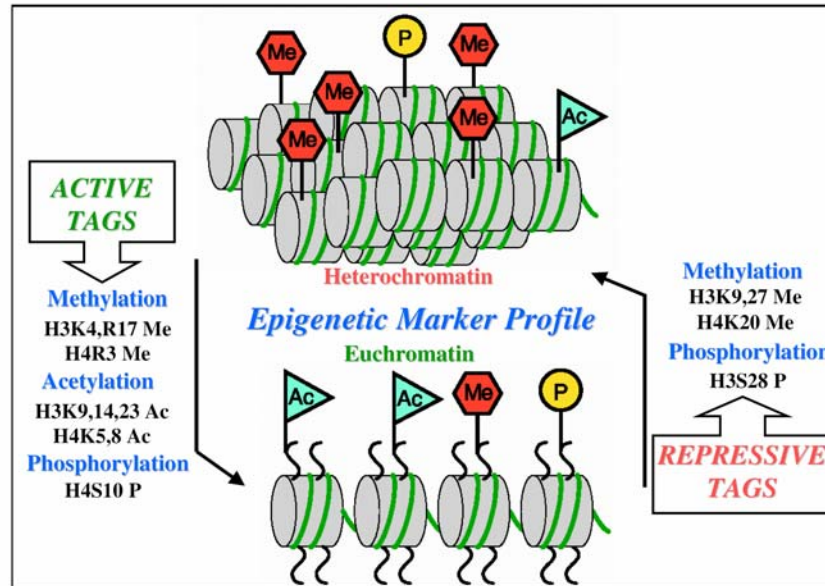 Me
P
Me
Me
Ac
Me
Me
ACTIVE
TAGS
Methylation
H3K4,R17 Me
H4R3 Me
Acetylation
H3K9,14,23 Ac
H4K5,8 Ac
Phosphorylation
H4S10 P
Heterochromatin
Epigenetic Marker Profile
Euchromatin
Ac
Ac
Me
P
Methylation
H3K9,27 Me
H4K20 Me
Phosphorylation
H3S28 P
REPRESSIVE
TAGS